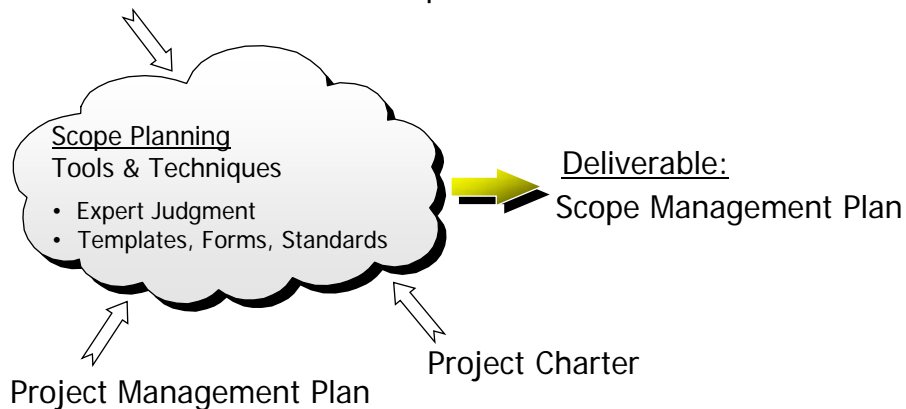 Scope Planning
Tools & Techniques
• Expert Judgment
• Templates, Forms, Standards
Deliverable:
Scope Management Plan
Project Charter
Project Management Plan